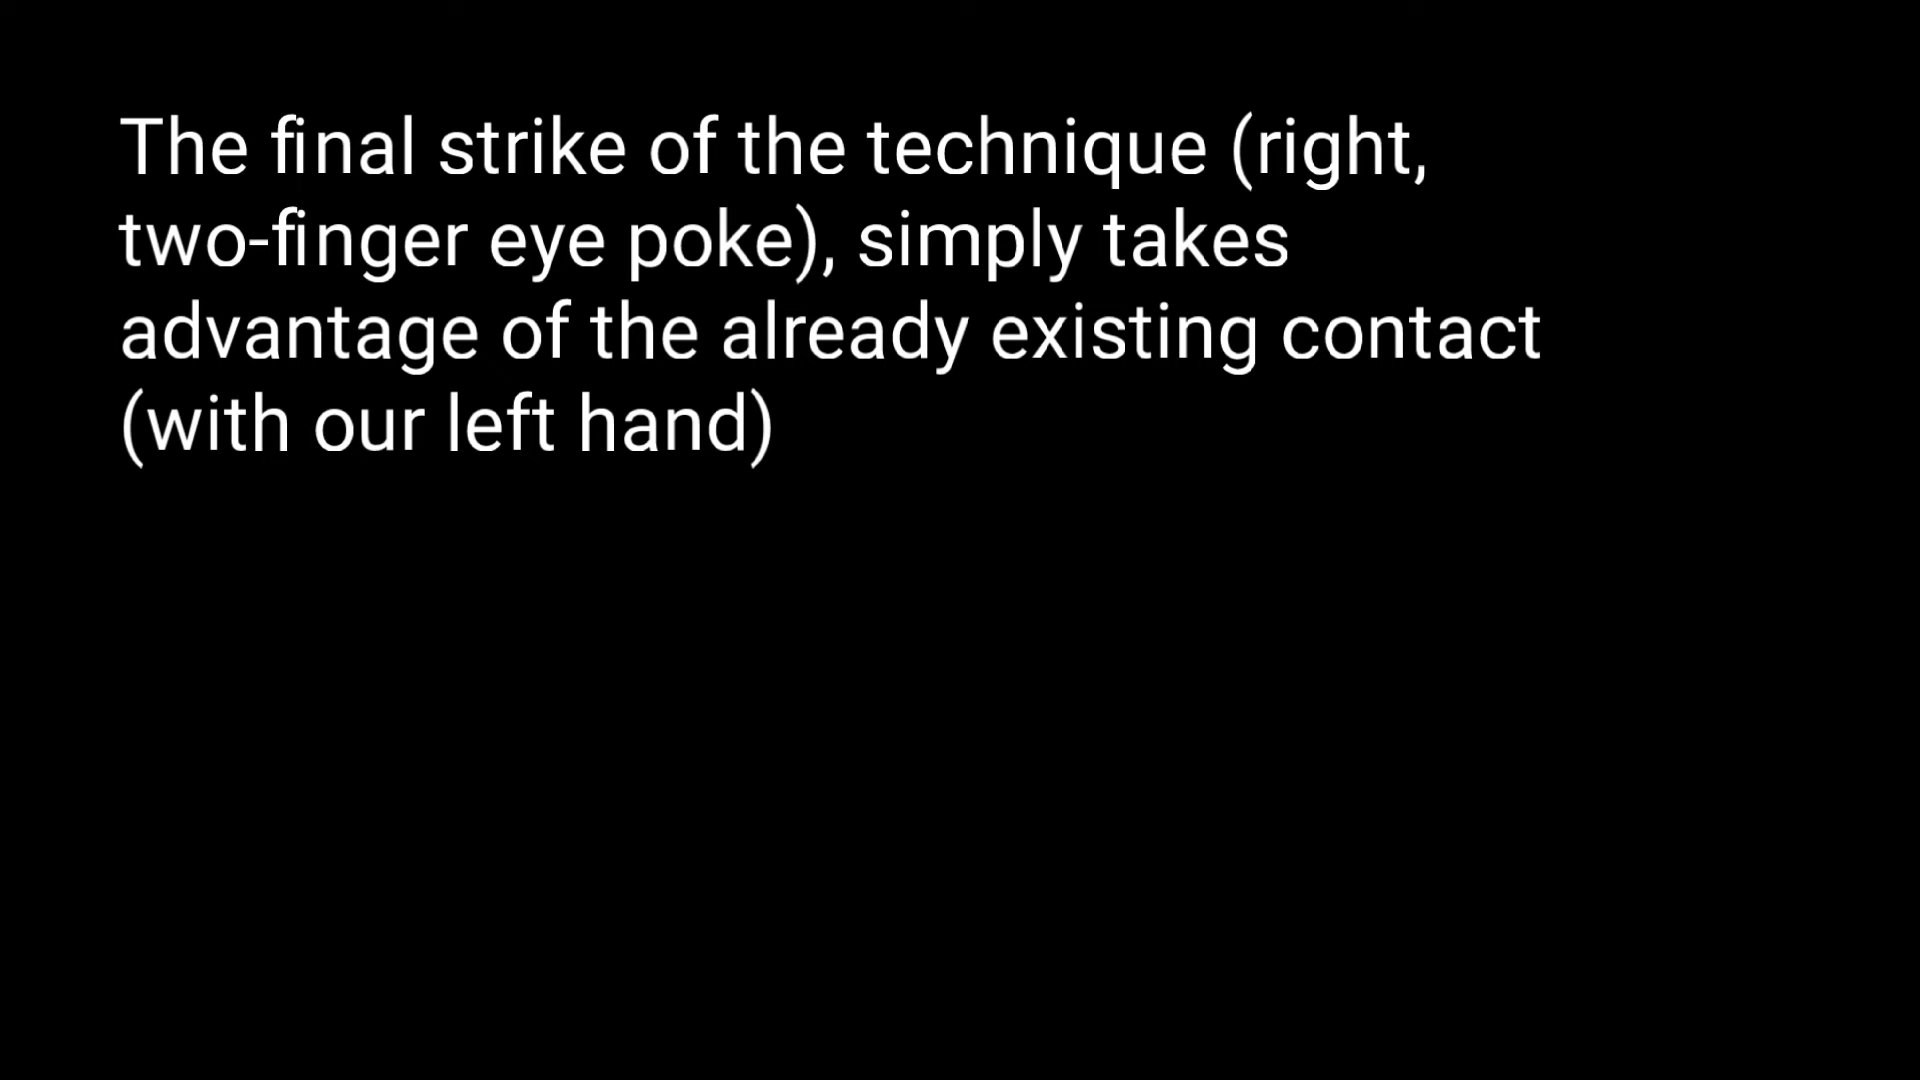 The final strike of the technique (right,
two-finger eye poke), simply takes
advantage of the already existing contact
(with our left hand)